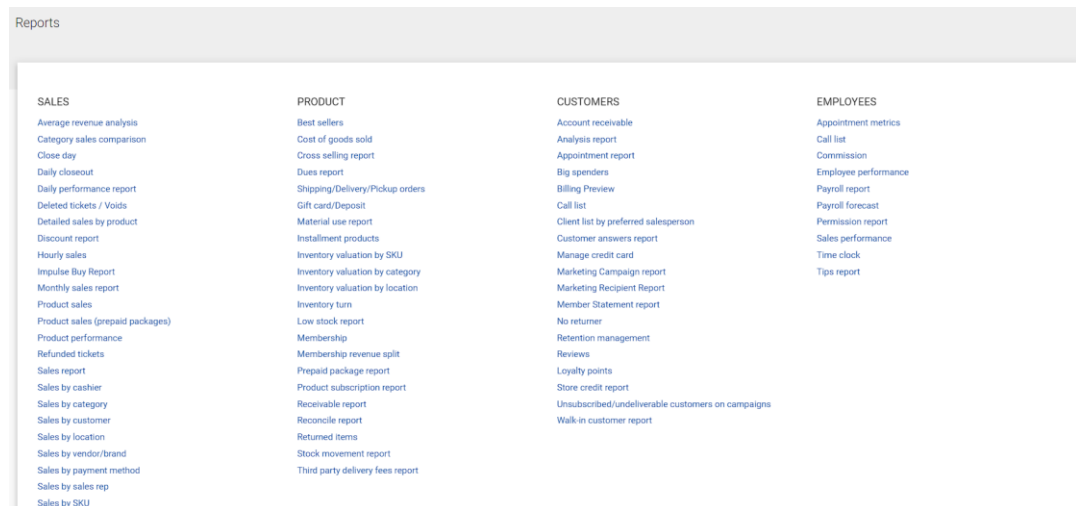 Reports
SALES
Average revenue analysis
Category sales comparison
Close day
Daily closeout
Daily performance report
Deleted tickets / Voids
Detailed sales by product
Discount report
Hourly sales
Impulse Buy Report
Monthly sales report
Product sales
Product sales (prepaid packages)
Product performance
Refunded tickets
Sales report
Sales by cashier
Sales by category
Sales by customer
Sales by location
Sales by vendor/brand
Sales by payment method
Sales by sales rep
Sales by SKU
PRODUCT
Best sellers
Cost of goods sold
Cross selling report
Dues report
Shipping/Delivery/Pickup orders
Gift card/Deposit
Material use report
Installment products
Inventory valuation by SKU
Inventory valuation by category
Inventory valuation by location
Inventory turn
Low stock report
Membership
Membership revenue split
Prepaid package report
Product subscription report
Receivable report
Reconcile report
Returned items
Stock movement report
Third party delivery fees report
CUSTOMERS
Account receivable
Analysis report
Appointment report
Big spenders
Billing Preview
Call list
Client list by preferred salesperson
Customer answers report
Manage credit card
Marketing Campaign report
Marketing Recipient Report
Member Statement report
No returner
Retention management
Reviews
Loyalty points
Store credit report
Unsubscribed/undeliverable customers on campaigns
Walk-in customer report
EMPLOYEES
Appointment metrics
Call list
Commission
Employee performance
Payroll report
Payroll forecast
Permission report
Sales performance
Time clock
Tips report